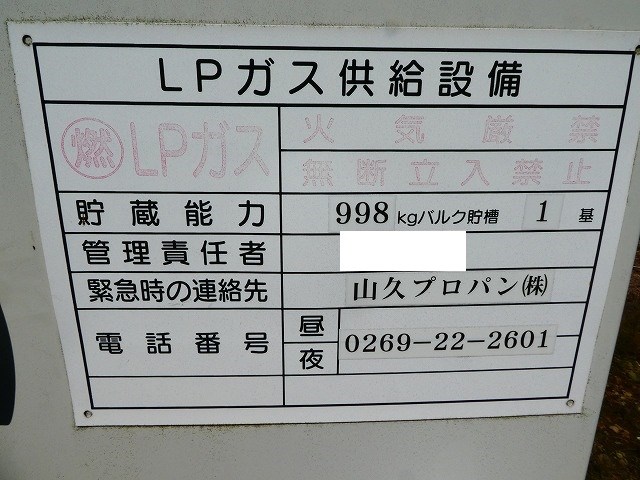 LPガス供給設備
燃 LPガス
火気厳禁
無断立入禁止
貯蔵能力 998 kgバルク貯槽 1 基
管理責任者
緊急時の連絡先 山久プロパン㈱
電話番号 昼 夜 0269-22-2601